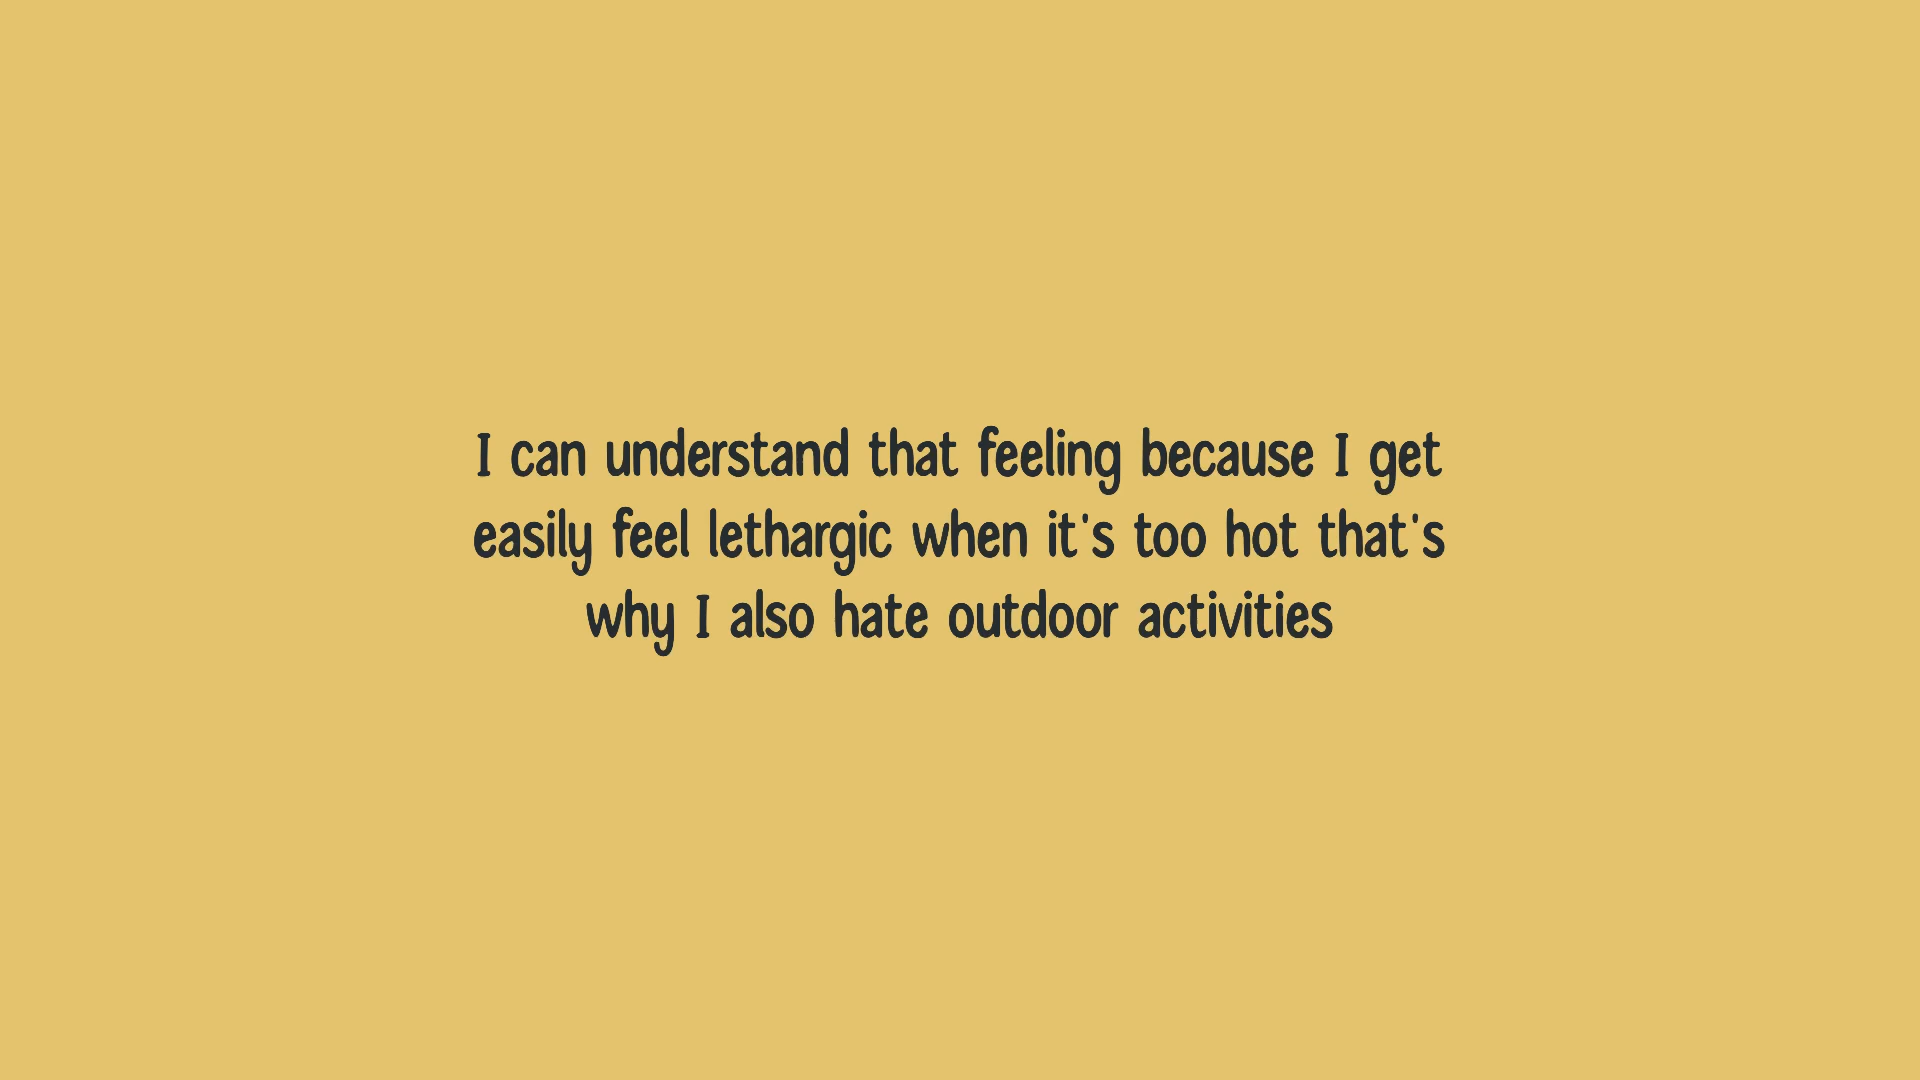 I can understand that feeling because I get
easily feel lethargic when it's too hot that's
why I also hate outdoor activities